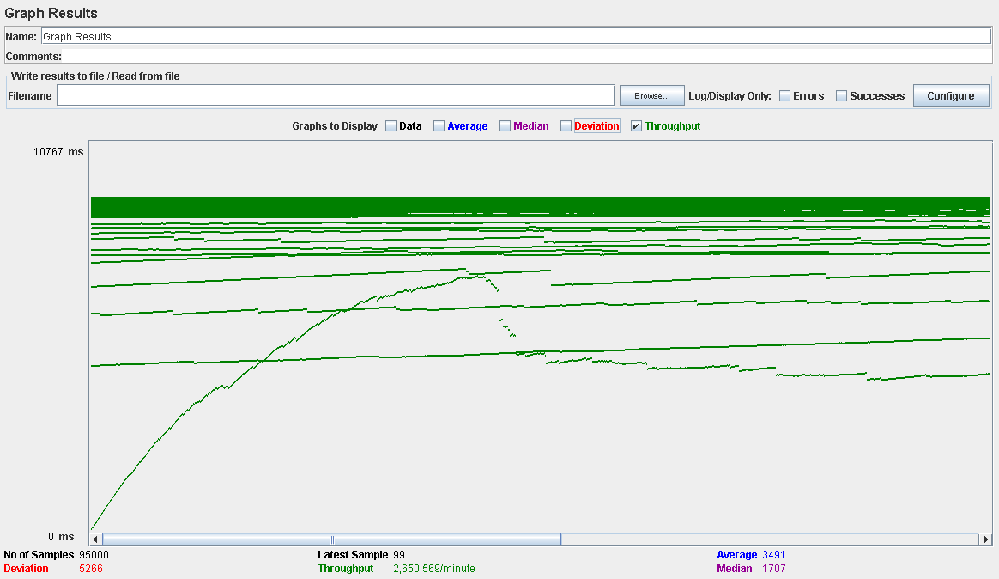 Graph Results
Name: Graph Results
Comments:
Write results to file / Read from file
Filename Browse... Log/Display Only: Errors Successes Configure
Graphs to Display Data Average Median Deviation Throughput
10767 ms
0 ms
No of Samples 95000 Latest Sample 99 Average 3491
Deviation 5266 Throughput 2,650.569/minute Median 1707